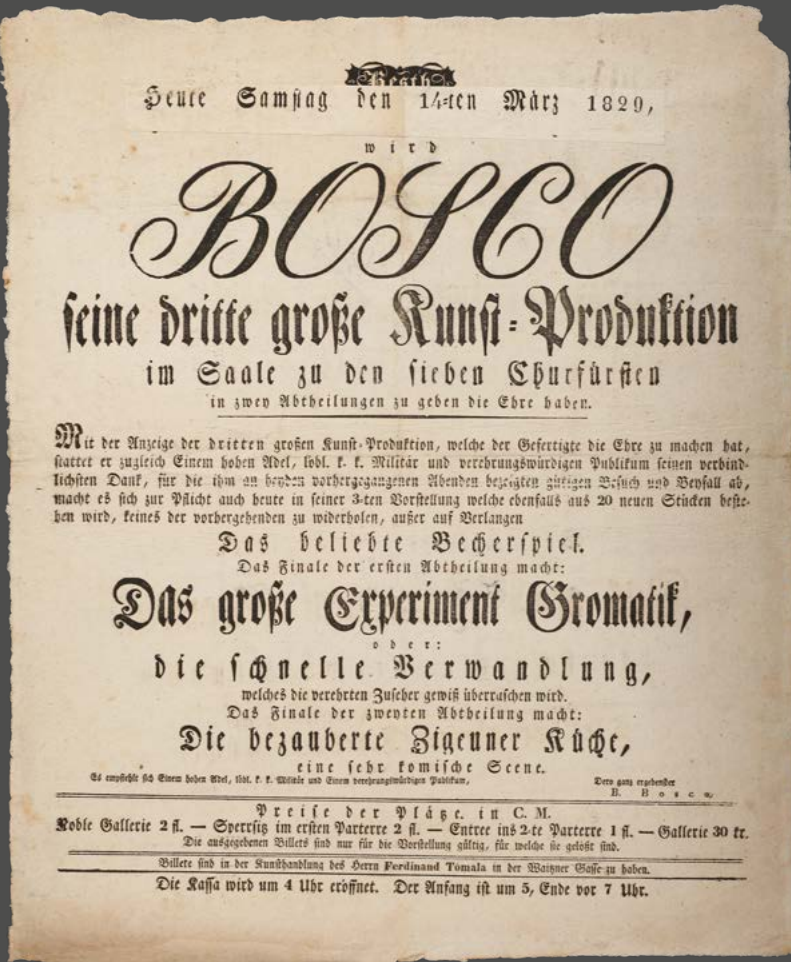 Pesth.
Heute Samstag den 14-ten März 1829,
wird
BOSCO
seine dritte große Kunst-Produktion
im Saale zu den sieben Churfürsten
in zwey Abtheilungen zu geben die Ehre haben.
Mit der Anzeige der dritten großen Kunst-Produktion, welche der Gefertigte die Ehre zu machen hat,
stattet er zugleich Einem hohen Adel, löbl. k. k. Militär und verehrungswürdigen Publikum seinen verbind-
lichsten Dank, für die ihm an beyden vorhergegangenen Abenden bezeigten gütigen Besuch und Beyfall ab,
macht es sich zur Pflicht auch heute in seiner 3-ten Vorstellung welche ebenfalls aus 20 neuen Stücken beste-
hen wird, keines der vorhergehenden zu widerholen, außer auf Verlangen
Das beliebte Becherspiel.
Das Finale der ersten Abtheilung macht:
Das große Experiment Gromatik,
oder:
die schnelle Verwandlung,
welches die verehrten Zuseher gewiß überraschen wird.
Das Finale der zweyten Abtheilung macht:
Die bezauberte Zigeuner Küche,
eine sehr komische Scene.
Es empfiehlt sich Einem hohen Adel, löbl. k. k. Militär und Einem verehrungswürdigen Publikum,
Dero ganz ergebenster
B. Bosco,
Preise der Plätze. in C. M.
Noble Gallerie 2 fl. — Sperrsitz im ersten Parterre 2 fl. — Entree ins 2-te Parterre 1 fl. — Gallerie 30 kr.
Die ausgegebenen Billets sind nur für die Vorstellung gültig, für welche sie gelößt sind.
Billete sind in der Kunsthandlung des Herrn Ferdinand Tomala in der Waitzner Gasse zu haben.
Die Kassa wird um 4 Uhr eröffnet. Der Anfang ist um 5, Ende vor 7 Uhr.